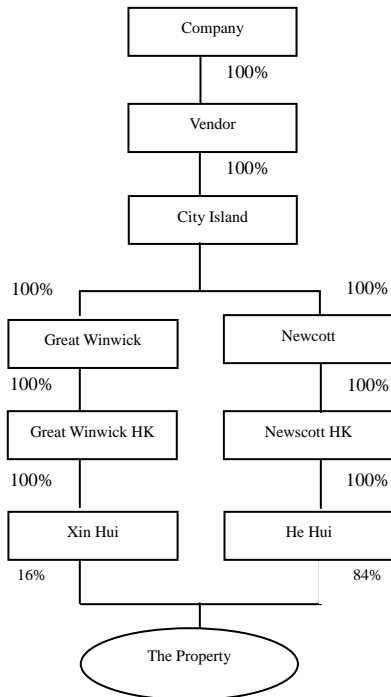 Company
100%
Vendor
100%
City Island
100% 100%
Great Winwick Newcott
100% 100%
Great Winwick HK Newscott HK
100% 100%
Xin Hui He Hui
16% 84%
The Property